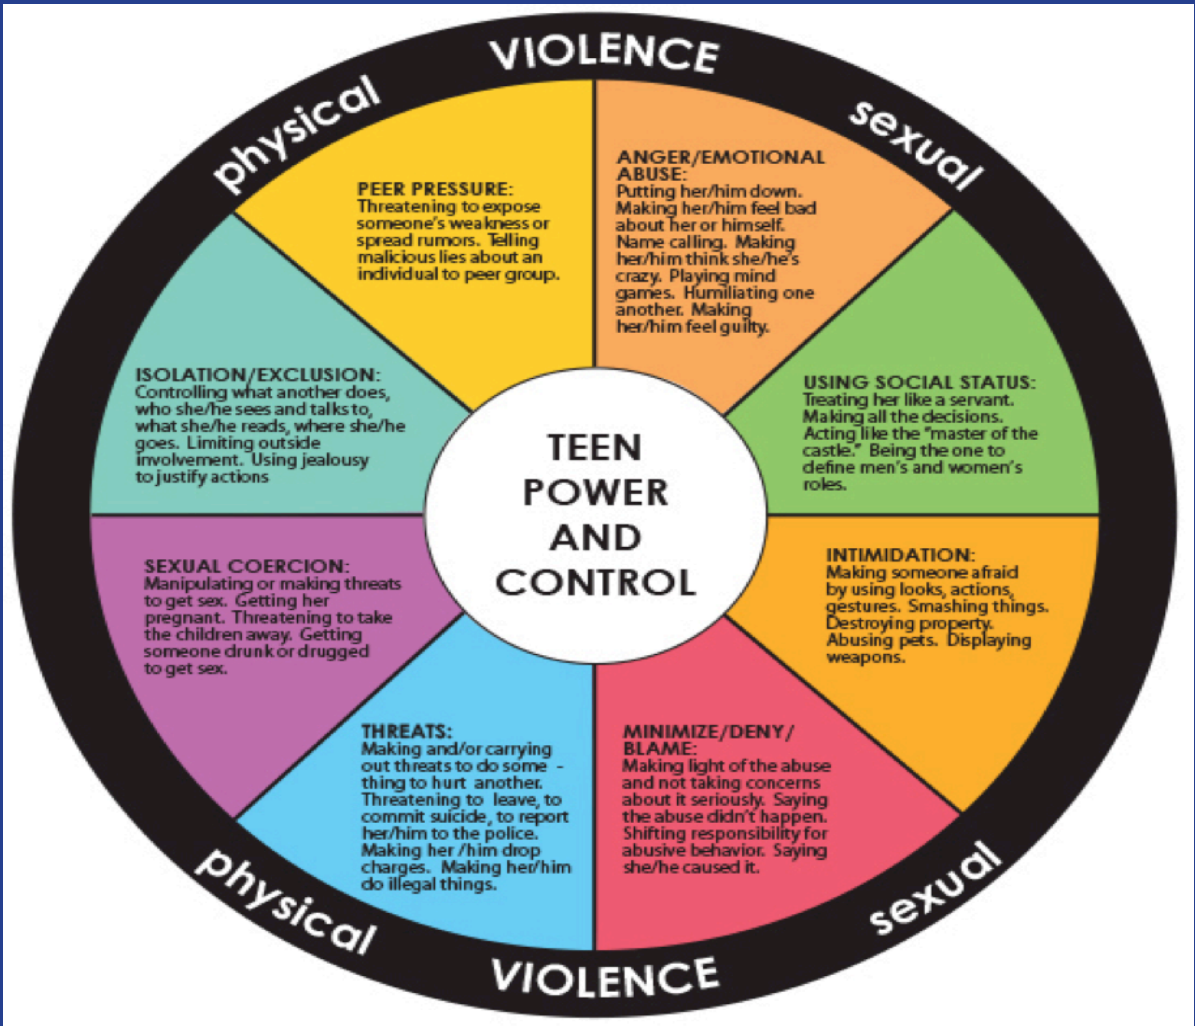 VIOLENCE
physical
sexual
PEER PRESSURE:
Threatening to expose
someone's weakness or
spread rumors. Telling
malicious lies about an
individual to peer group.
ANGER/EMOTIONAL
ABUSE:
Putting her/him down.
Making her/him feel bad
about her or himself.
Name calling. Making
her/him think she/he's
crazy. Playing mind
games. Humiliating one
another. Making
her/him feel guilty.
ISOLATION/EXCLUSION:
Controlling what another does,
who she/he sees and talks to,
what she/he reads, where she/he
goes. Limiting outside
involvement. Using jealousy
to justify actions
USING SOCIAL STATUS:
Treating her like a servant.
Making all the decisions.
Acting like the "master of the
castle." Being the one to
define men's and women's
roles.
TEEN
POWER
AND
CONTROL
SEXUAL COERCION:
Manipulating or making threats
to get sex. Getting her
pregnant. Threatening to take
the children away. Getting
someone drunk or drugged
to get sex.
INTIMIDATION:
Making someone afraid
by using looks, actions,
gestures. Smashing things.
Destroying property.
Abusing pets. Displaying
weapons.
THREATS:
Making and/or carrying
out threats to do some -
thing to hurt another.
Threatening to leave, to
commit suicide, to report
her/him to the police.
Making her /him drop
charges. Making her/him
do illegal things.
MINIMIZE/DENY/
BLAME:
Making light of the abuse
and not taking concerns
about it seriously. Saying
the abuse didn't happen.
Shifting responsibility for
abusive behavior. Saying
she/he caused it.
physical
sexual
VIOLENCE